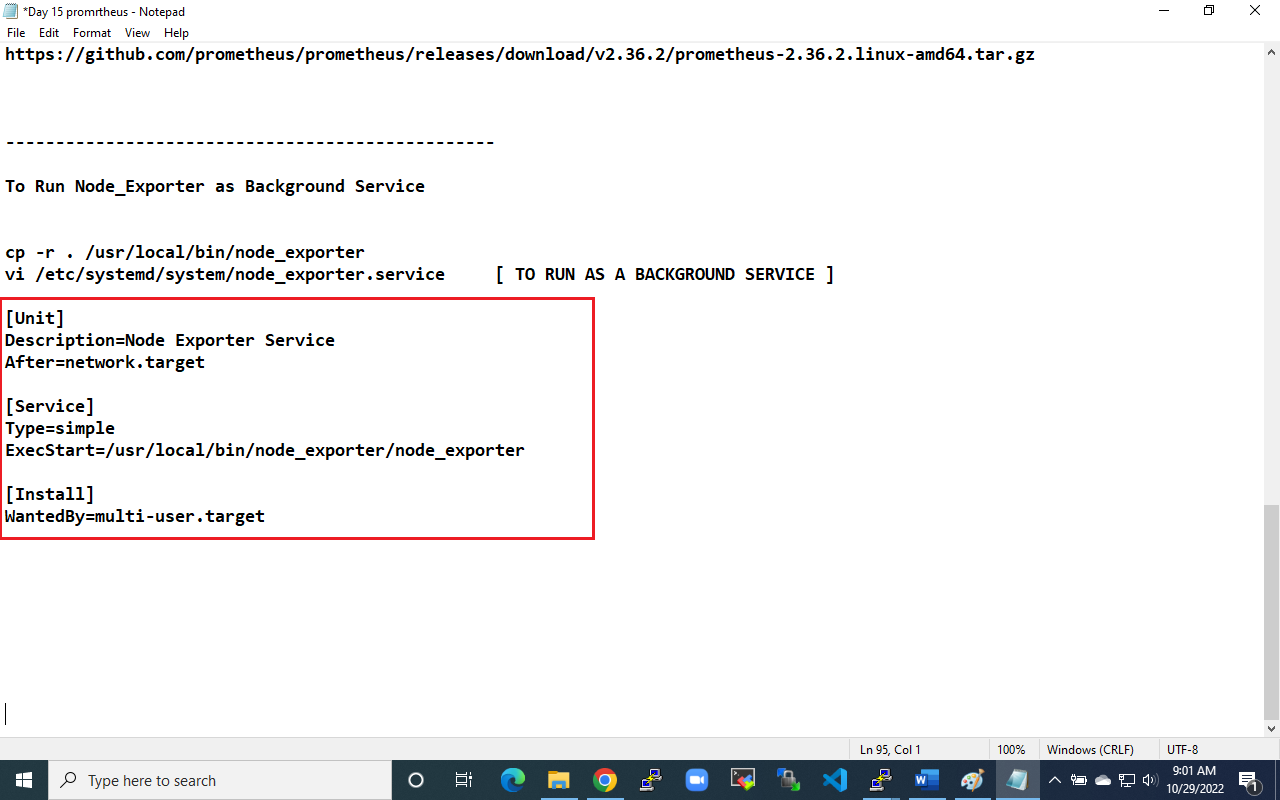 *Day 15 promrtheus - Notepad
File Edit Format View Help
https://github.com/prometheus/prometheus/releases/download/v2.36.2/prometheus-2.36.2.linux-amd64.tar.gz
-------------------------------------------------
To Run Node_Exporter as Background Service
cp -r . /usr/local/bin/node_exporter
vi /etc/systemd/system/node_exporter.service     [ TO RUN AS A BACKGROUND SERVICE ]
[Unit]
Description=Node Exporter Service
After=network.target
[Service]
Type=simple
ExecStart=/usr/local/bin/node_exporter/node_exporter
[Install]
WantedBy=multi-user.target
Ln 95, Col 1 100% Windows (CRLF) UTF-8
Type here to search
9:01 AM
10/29/2022
1